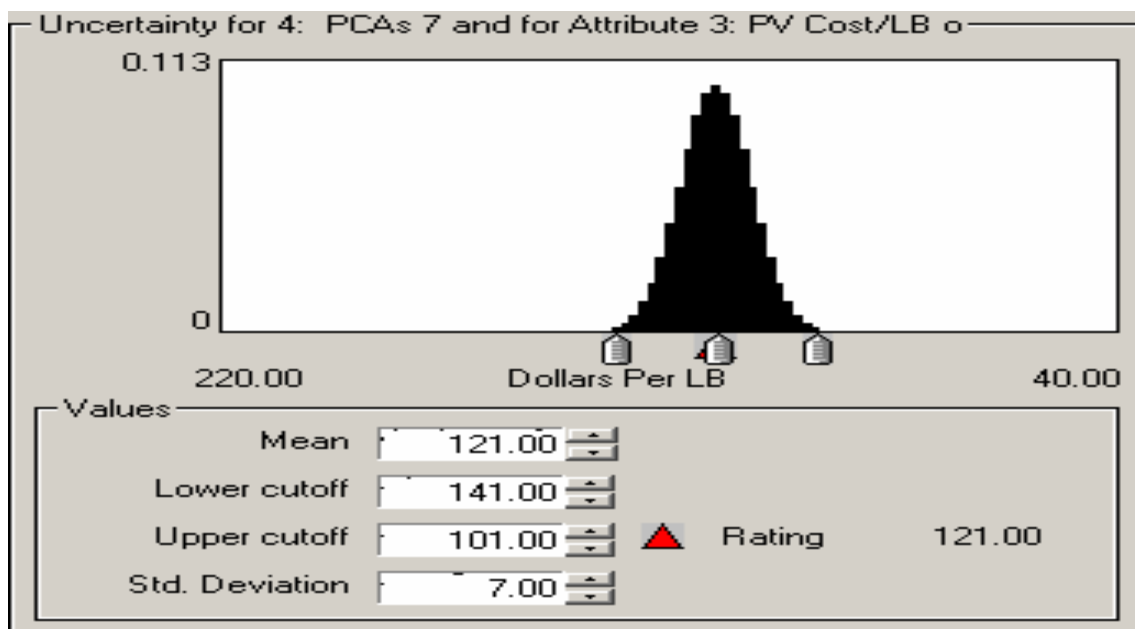 Uncertainty for 4: PCAs 7 and for Attribute 3: PV Cost/LB o
0.113
0
220.00 Dollars Per LB 40.00
Values
Mean 121.00
Lower cutoff 141.00
Upper cutoff 101.00 Rating 121.00
Std. Deviation 7.00